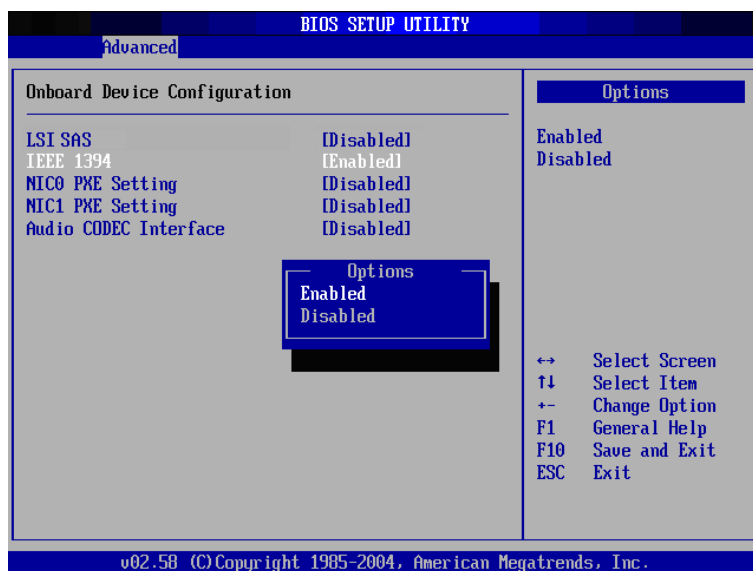 BIOS SETUP UTILITY
Advanced
Onboard Device Configuration
LSI SAS [Disabled]
IEEE 1394 [Enabled]
NIC0 PXE Setting [Disabled]
NIC1 PXE Setting [Disabled]
Audio CODEC Interface [Disabled]
Options
Enabled
Disabled
Options
Enabled
Disabled
↔ Select Screen
↑↓ Select Item
+- Change Option
F1 General Help
F10 Save and Exit
ESC Exit
v02.58 (C)Copyright 1985-2004, American Megatrends, Inc.